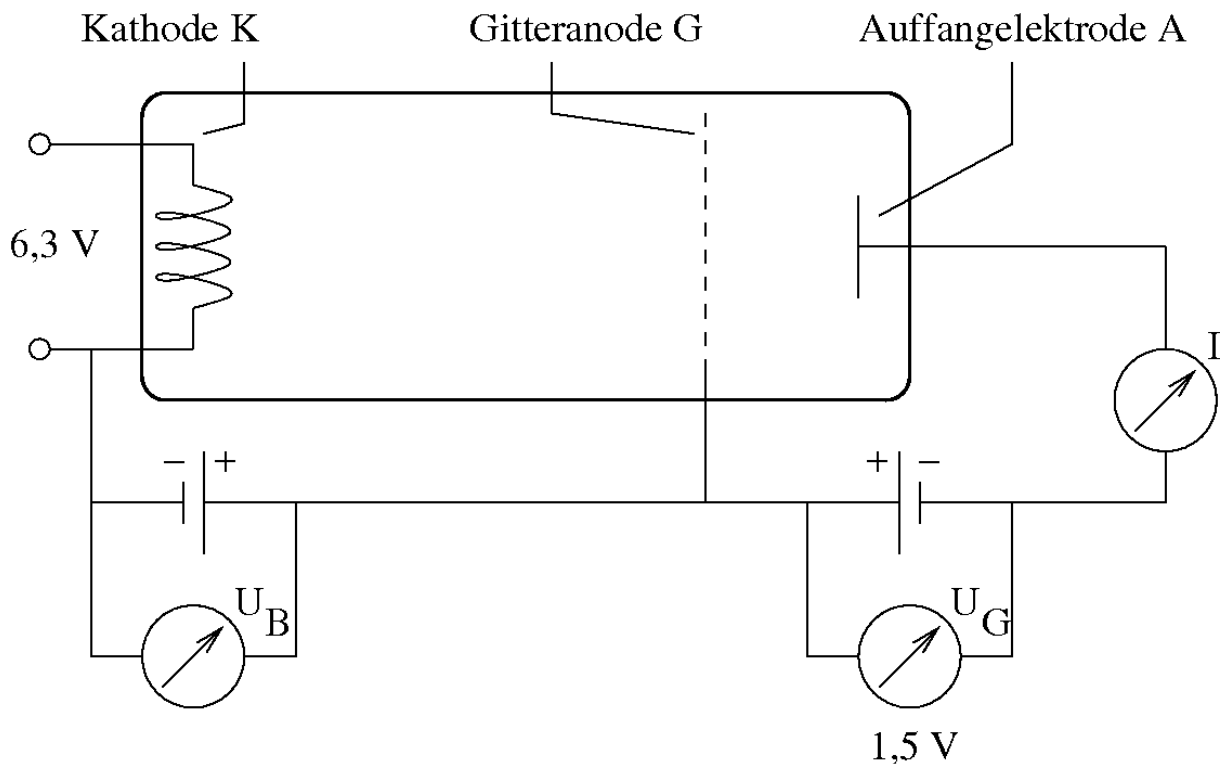 Kathode K
Gitteranode G
Auffangelektrode A
6,3 V
I
− +
+ −
U_B
U_G
1,5 V